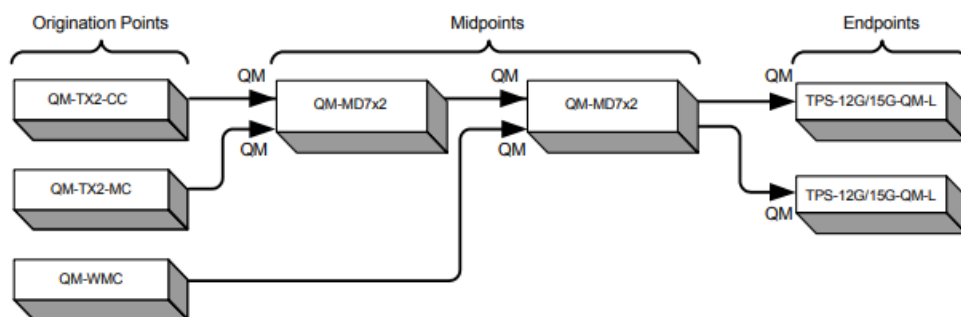 Origination Points
Midpoints
Endpoints
QM-TX2-CC
QM
QM-MD7x2
QM
QM
QM-MD7x2
QM
QM
TPS-12G/15G-QM-L
QM-TX2-MC
TPS-12G/15G-QM-L
QM
QM-WMC